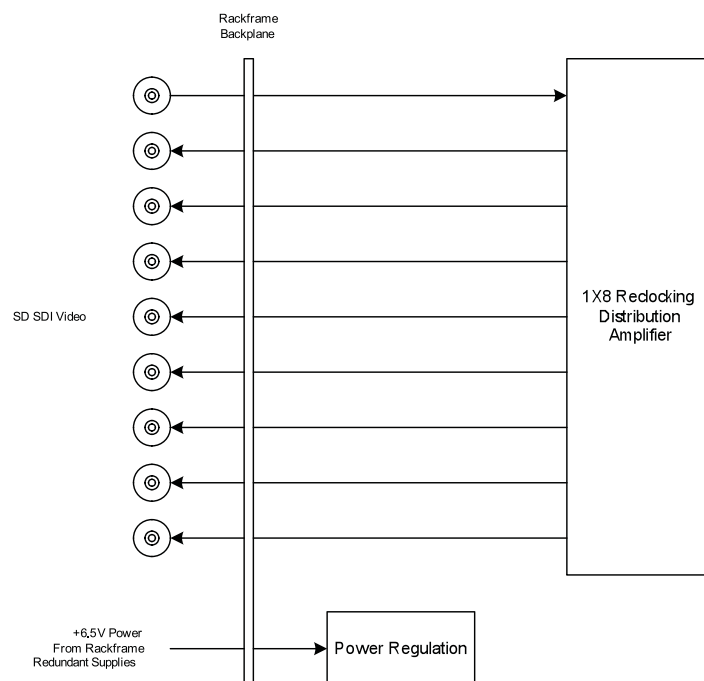 Rackframe
Backplane
SD SDI Video
1X8 Reclocking
Distribution
Amplifier
+6.5V Power
From Rackframe
Redundant Supplies
Power Regulation